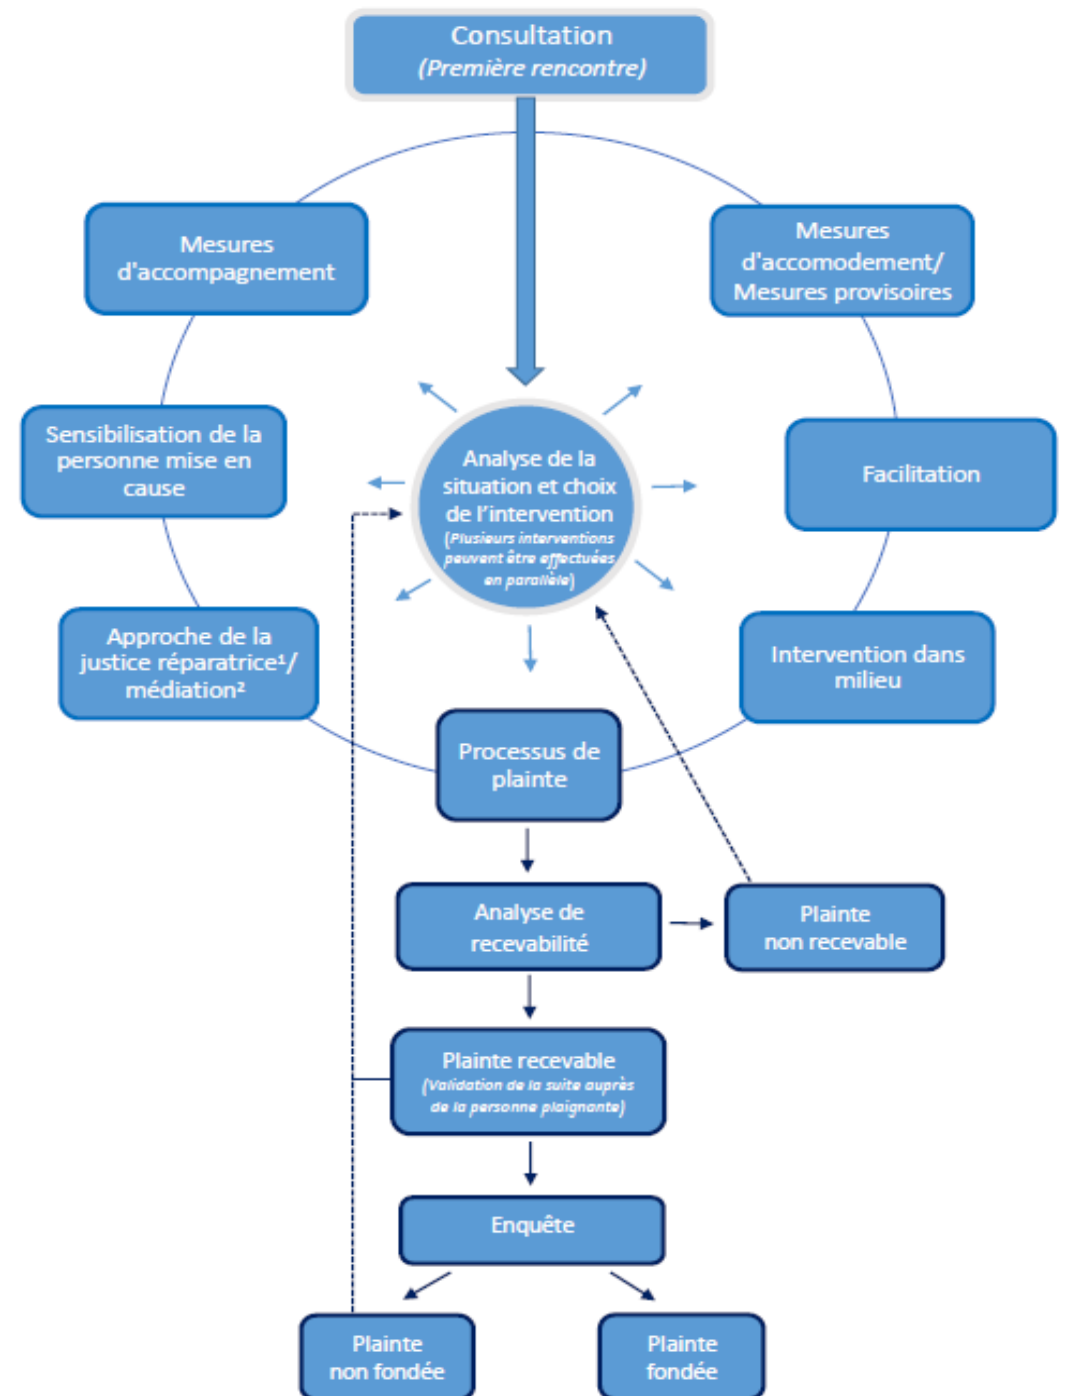 Consultation
(Première rencontre)
Mesures
d'accompagnement
Mesures
d'accomodement/
Mesures provisoires
Sensibilisation de la
personne mise en
cause
Analyse de la
situation et choix
de l'intervention
(Plusieurs interventions
peuvent être effectuées
en parallèle)
Facilitation
Approche de la
justice réparatrice¹/
médiation²
Intervention dans
milieu
Processus de
plainte
Analyse de
recevabilité
Plainte
non recevable
Plainte recevable
(Validation de la suite auprès
de la personne plaignante)
Enquête
Plainte
non fondée
Plainte
fondée